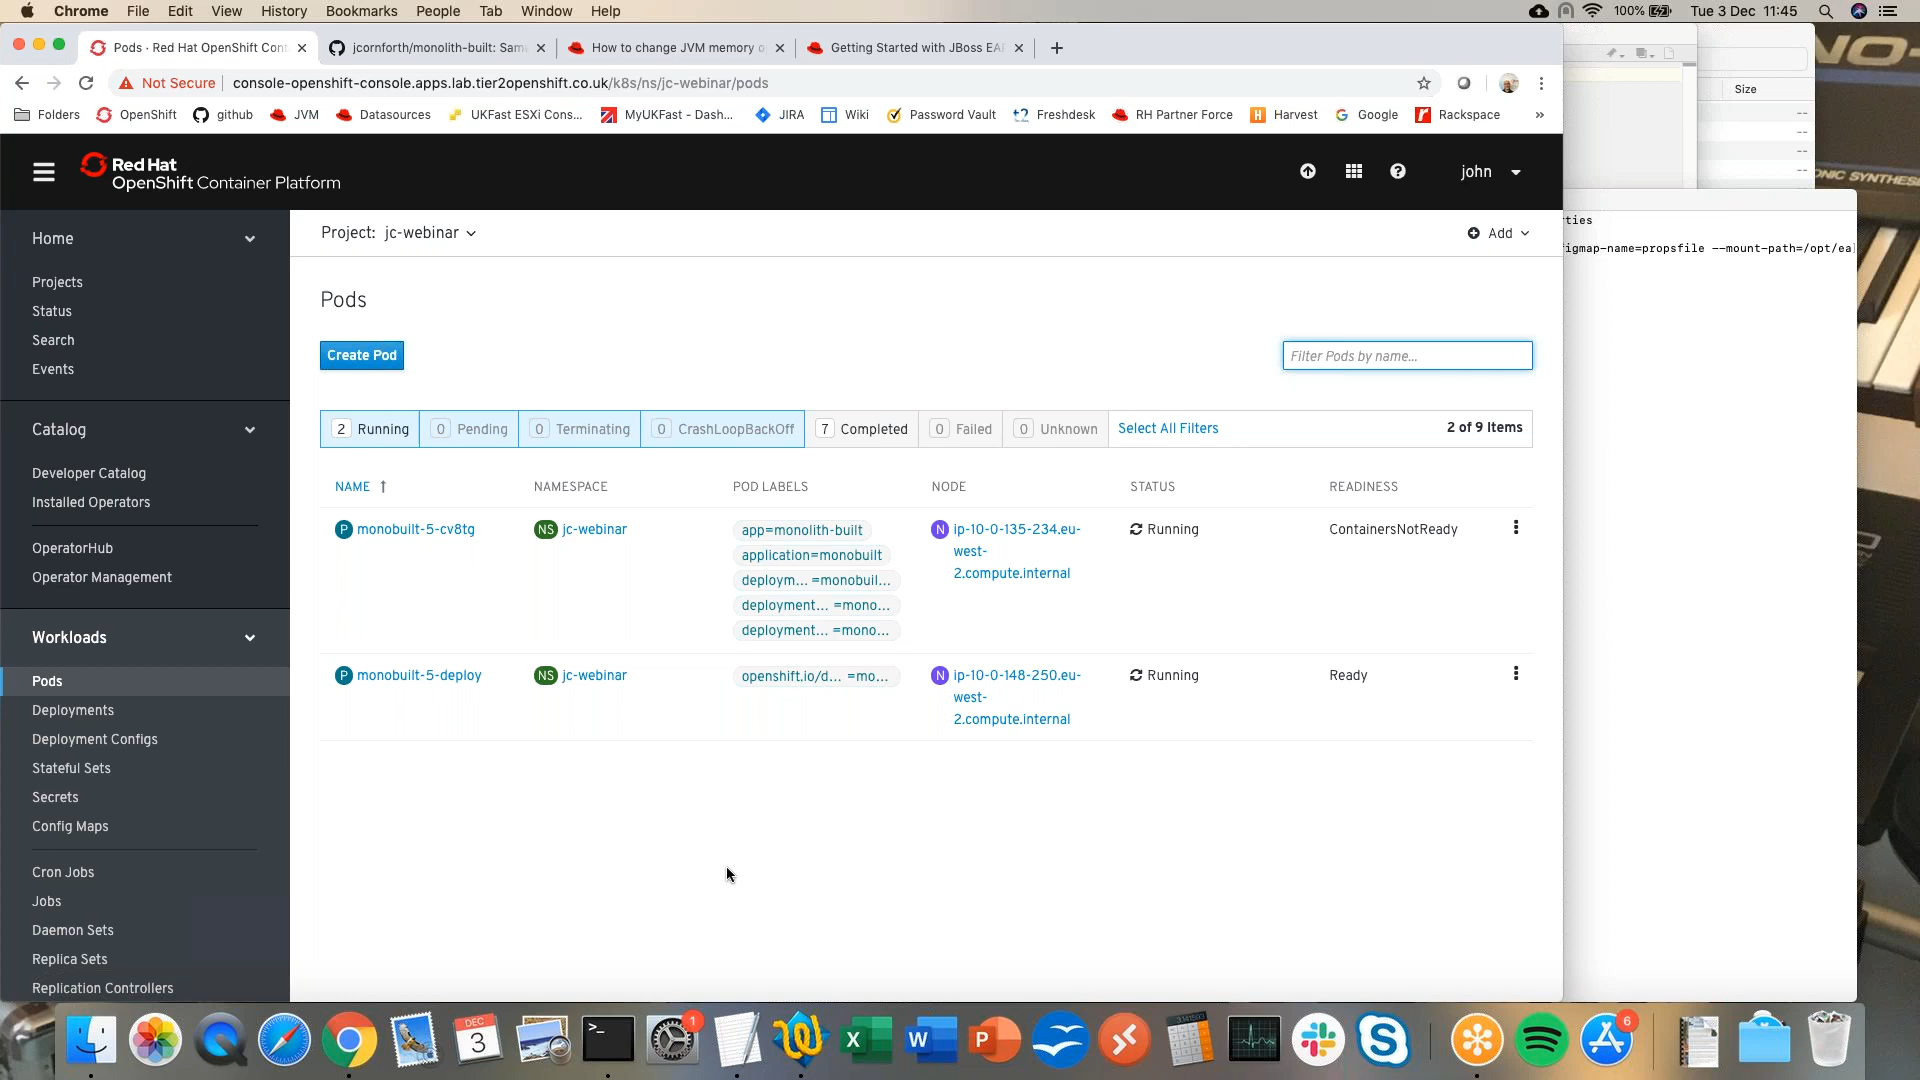 Chrome File Edit View History Bookmarks People Tab Window Help
100% Tue 3 Dec 11:45
Pods · Red Hat OpenShift Cont
jcornforth/monolith-built: Sam
How to change JVM memory o
Getting Started with JBoss EA
Not Secure console-openshift-console.apps.lab.tier2openshift.co.uk/k8s/ns/jc-webinar/pods
Folders OpenShift github JVM Datasources UKFast ESXi Cons... MyUKFast - Dash... JIRA Wiki Password Vault Freshdesk RH Partner Force Harvest Google Rackspace »
Size
--
--
--
--
NIC SYNTHES
NO-
Red Hat
OpenShift Container Platform
john
ties
figmap-name=propsfile --mount-path=/opt/ea
Home
Projects
Status
Search
Events
Catalog
Developer Catalog
Installed Operators
OperatorHub
Operator Management
Workloads
Pods
Deployments
Deployment Configs
Stateful Sets
Secrets
Config Maps
Cron Jobs
Jobs
Daemon Sets
Replica Sets
Replication Controllers
Project: jc-webinar
Add
Pods
Create Pod
Filter Pods by name...
2 Running 0 Pending 0 Terminating 0 CrashLoopBackOff 7 Completed 0 Failed 0 Unknown Select All Filters 2 of 9 Items
NAME NAMESPACE POD LABELS NODE STATUS READINESS
P monobuilt-5-cv8tg
NS jc-webinar
app=monolith-built
application=monobuilt
deploym... =monobuil...
deployment... =mono...
deployment... =mono...
N ip-10-0-135-234.eu-
west-
2.compute.internal
Running
ContainersNotReady
P monobuilt-5-deploy
NS jc-webinar
openshift.io/d... =mo...
N ip-10-0-148-250.eu-
west-
2.compute.internal
Running
Ready
DEC
3
1
X
W
P
6